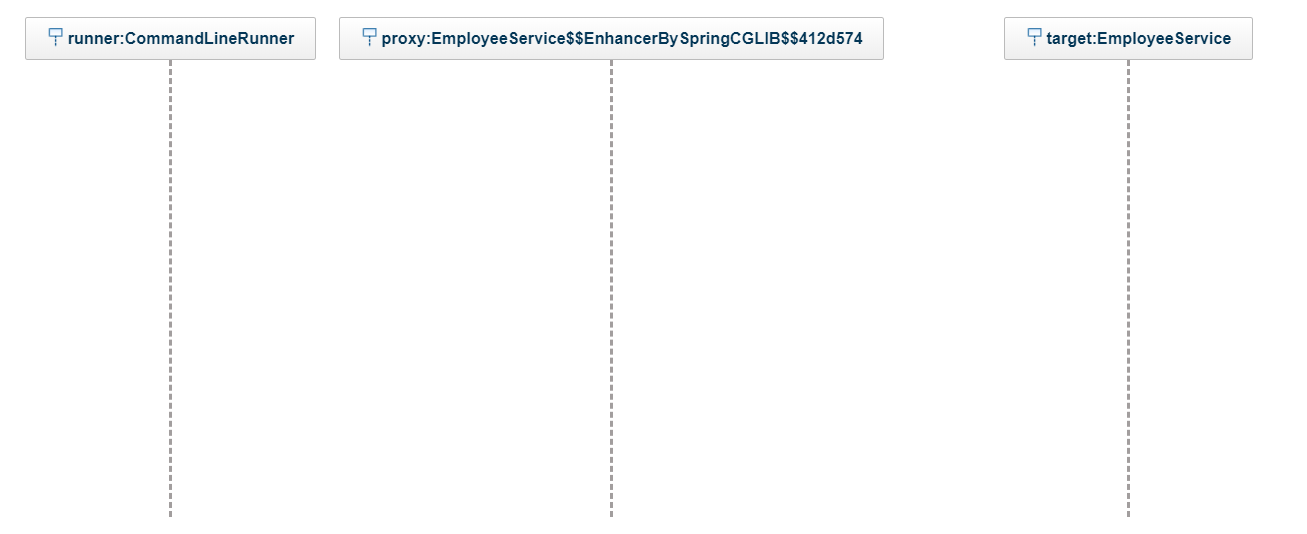 runner:CommandLineRunner
proxy:EmployeeService$$EnhancerBySpringCGLIB$$412d574
target:EmployeeService